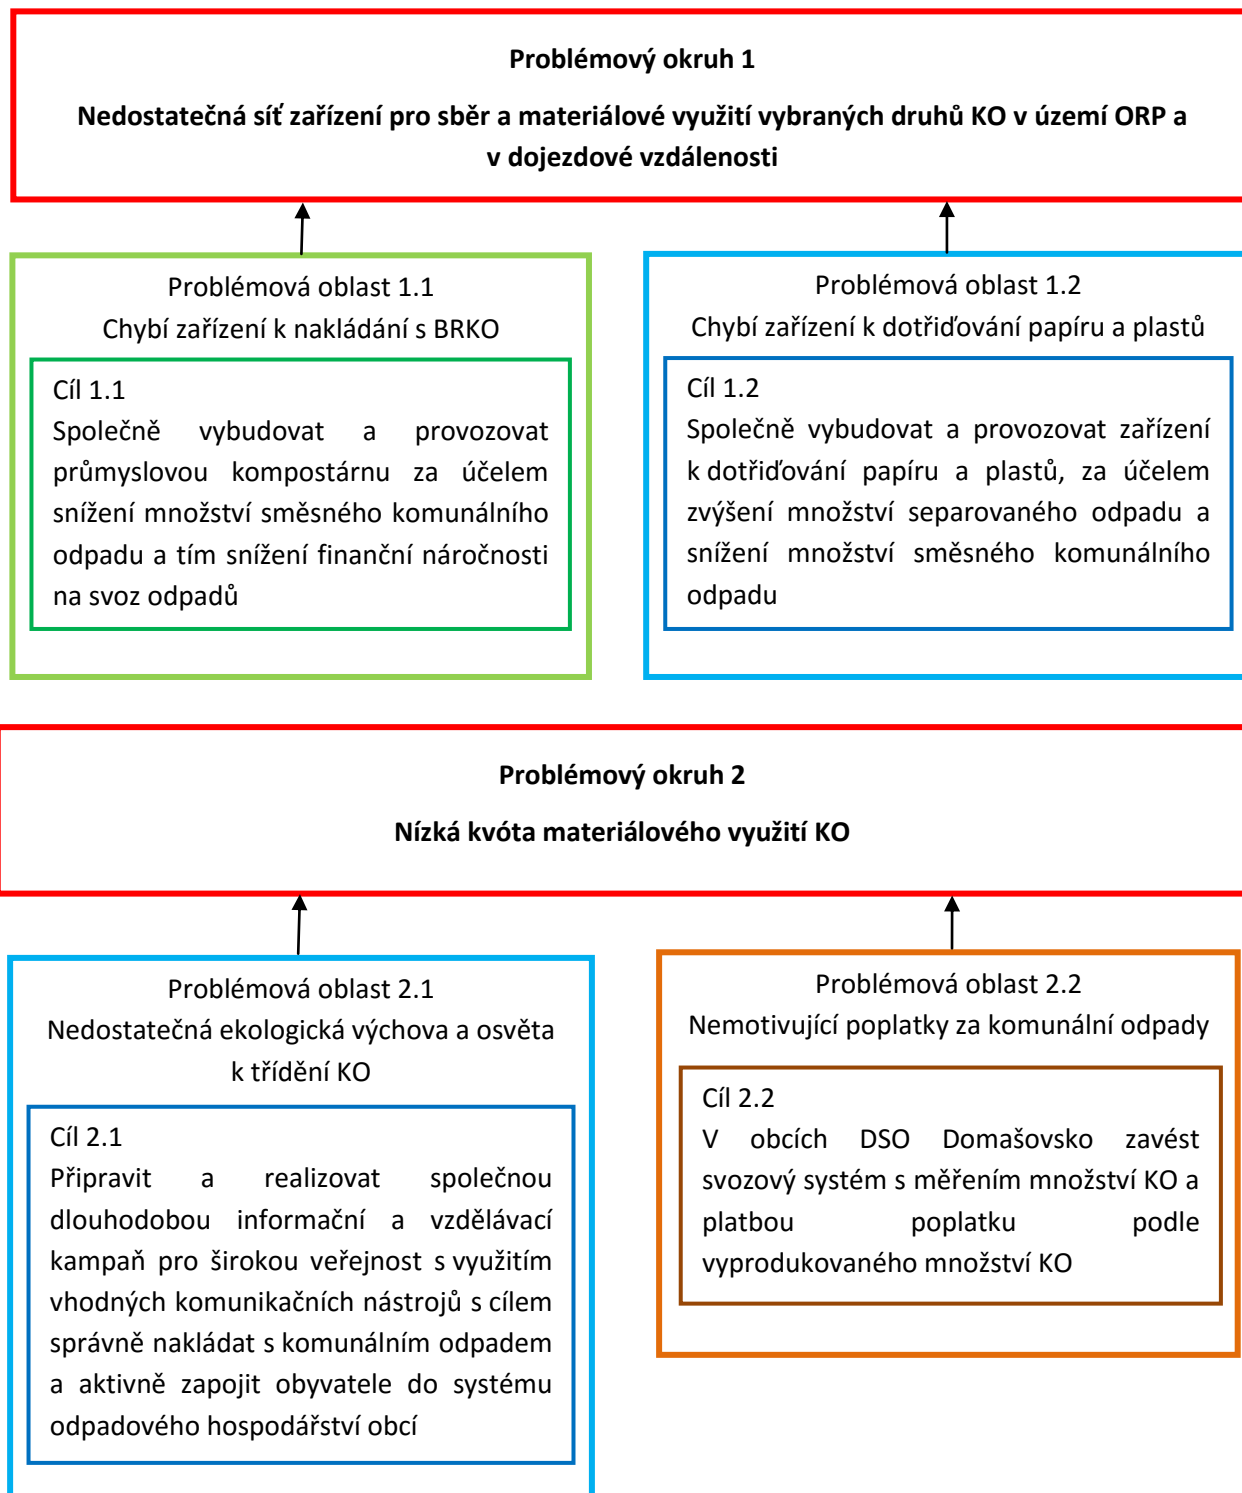 Problémový okruh 1
Nedostatečná síť zařízení pro sběr a materiálové využití vybraných druhů KO v území ORP a
v dojezdové vzdálenosti
Problémová oblast 1.1
Chybí zařízení k nakládání s BRKO
Cíl 1.1
Společně vybudovat a provozovat
průmyslovou kompostárnu za účelem
snížení množství směsného komunálního
odpadu a tím snížení finanční náročnosti
na svoz odpadů
Problémová oblast 1.2
Chybí zařízení k dotřiďování papíru a plastů
Cíl 1.2
Společně vybudovat a provozovat zařízení
k dotřiďování papíru a plastů, za účelem
zvýšení množství separovaného odpadu a
snížení množství směsného komunálního
odpadu
Problémový okruh 2
Nízká kvóta materiálového využití KO
Problémová oblast 2.1
Nedostatečná ekologická výchova a osvěta
k třídění KO
Cíl 2.1
Připravit a realizovat společnou
dlouhodobou informační a vzdělávací
kampaň pro širokou veřejnost s využitím
vhodných komunikačních nástrojů s cílem
správně nakládat s komunálním odpadem
a aktivně zapojit obyvatele do systému
odpadového hospodářství obcí
Problémová oblast 2.2
Nemotivující poplatky za komunální odpady
Cíl 2.2
V obcích DSO Domašovsko zavést
svozový systém s měřením množství KO a
platbou poplatku podle
vyprodukovaného množství KO